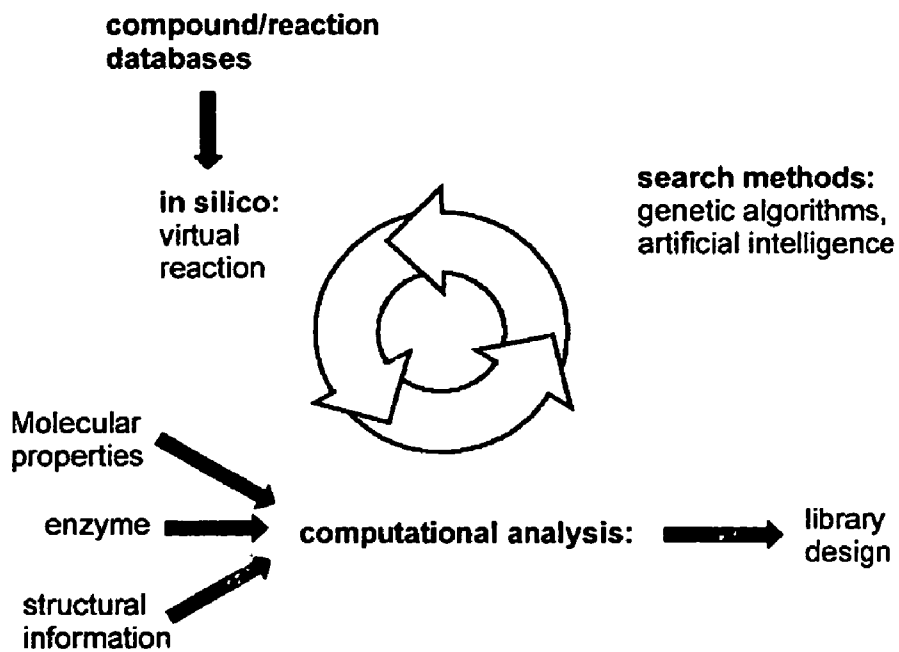 compound/reaction
databases
in silico:
virtual
reaction
search methods:
genetic algorithms,
artificial intelligence
Molecular
properties
enzyme
structural
information
computational analysis:
library
design